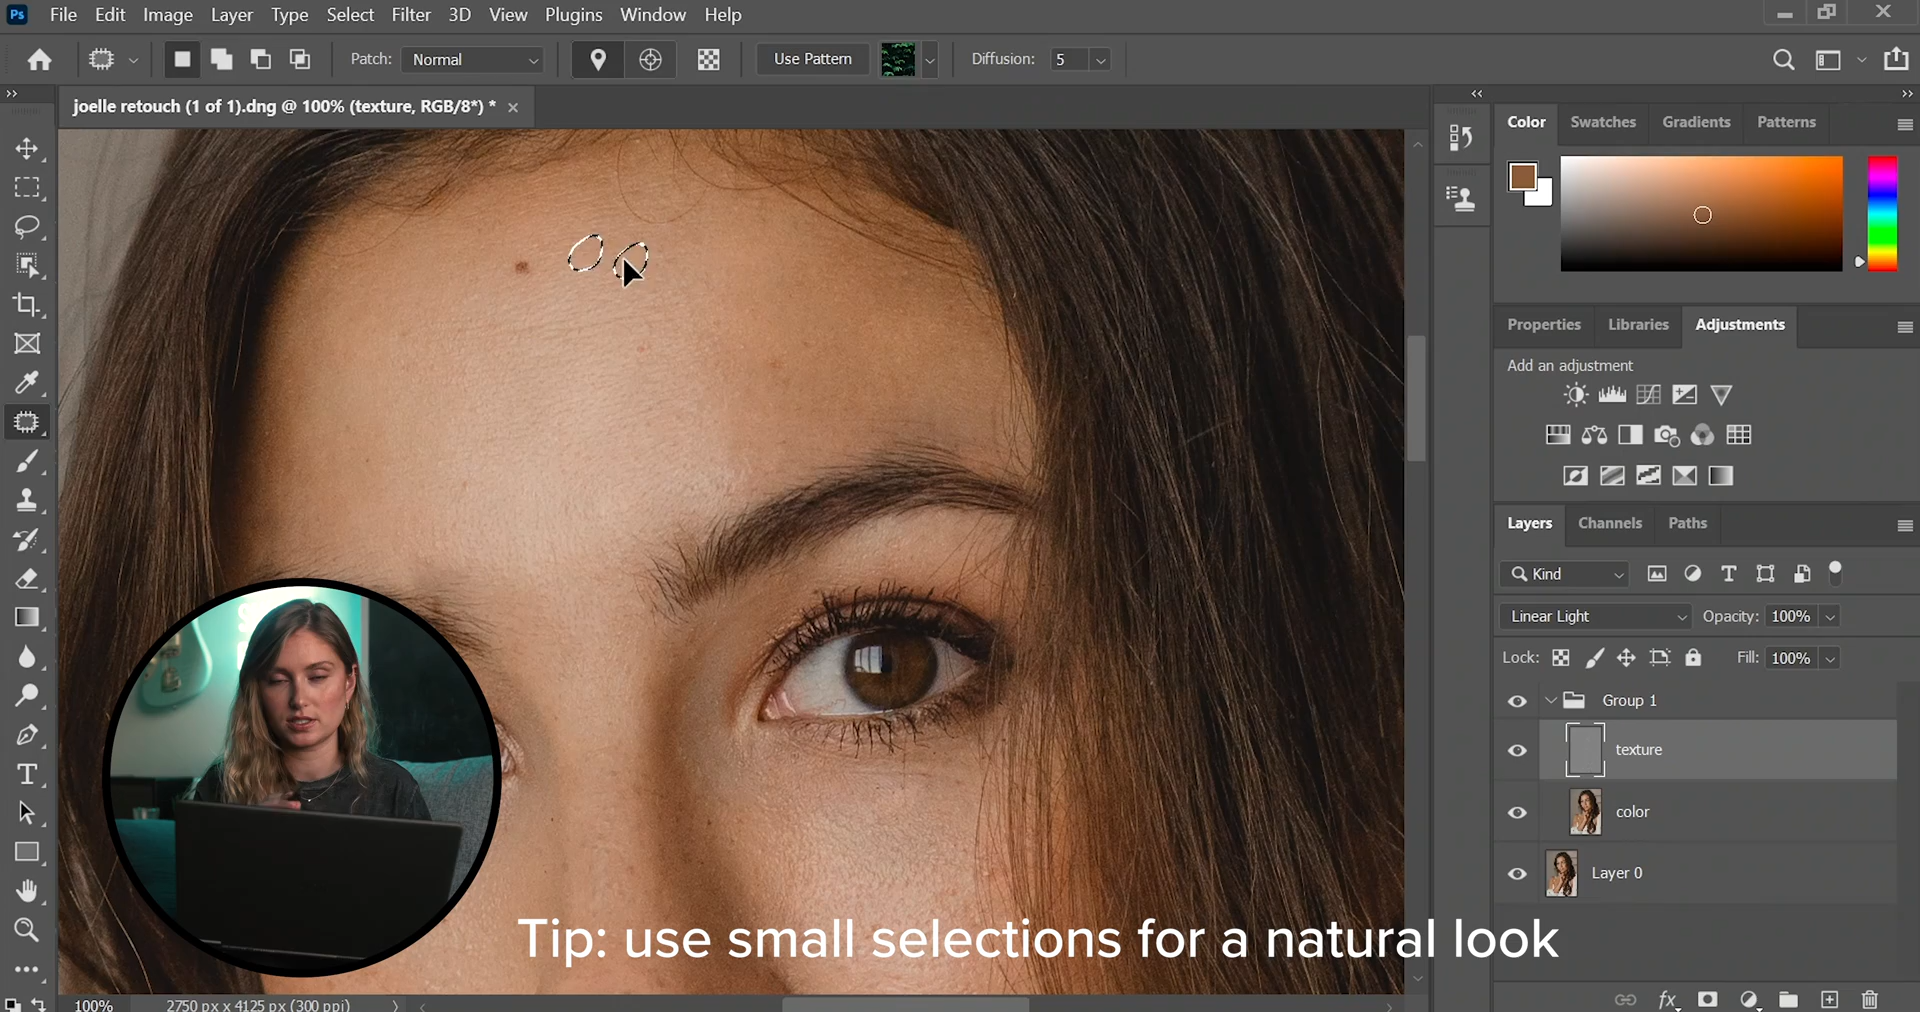 Ps File Edit Image Layer Type Select Filter 3D View Plugins Window Help
Patch: Normal Use Pattern Diffusion: 5
joelle retouch (1 of 1).dng @ 100% (texture, RGB/8*) *
Color Swatches Gradients Patterns
Properties Libraries Adjustments
Add an adjustment
Layers Channels Paths
Kind
Linear Light Opacity: 100%
Lock: Fill: 100%
Group 1
texture
color
Layer 0
Tip: use small selections for a natural look
fx
100% 2750 px x 4125 px (300 ppi)